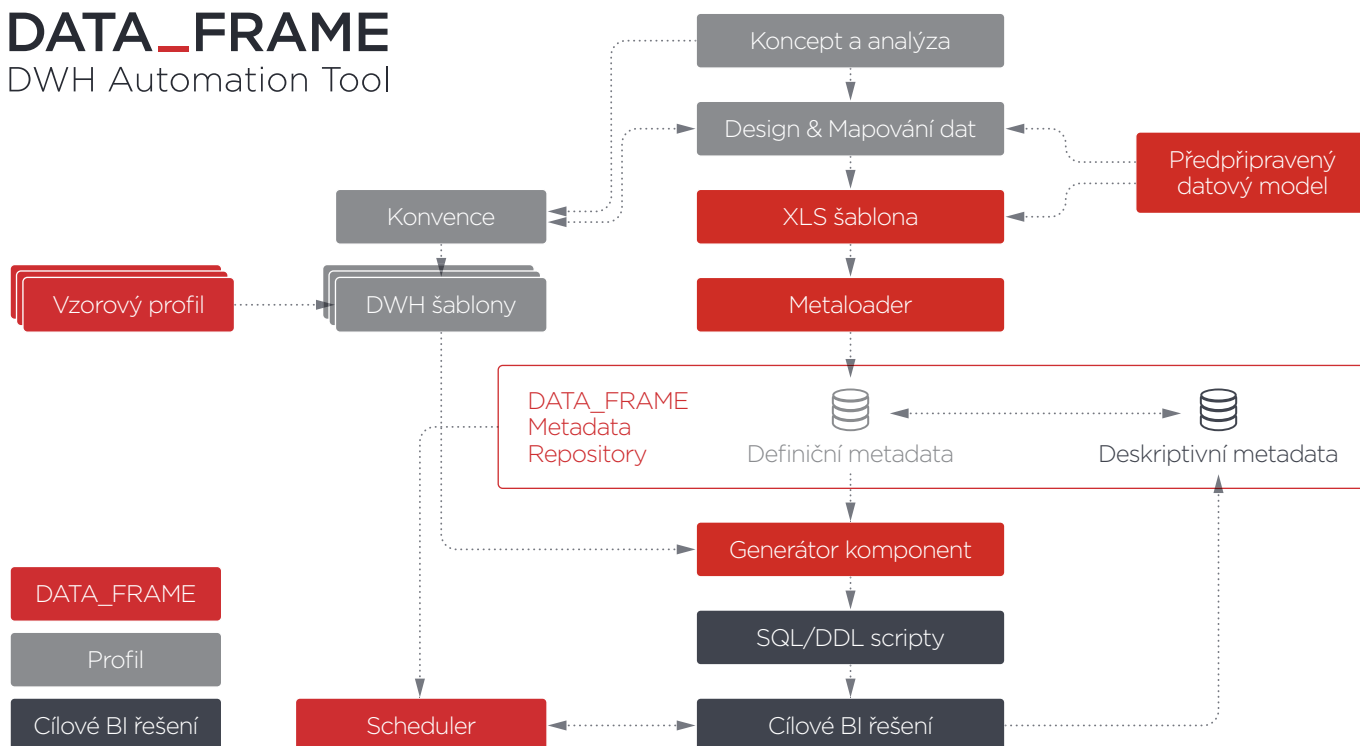 DATA_FRAME
DWH Automation Tool
Koncept a analýza
Design & Mapování dat
Předpřipravený
datový model
Konvence
XLS šablona
Vzorový profil
DWH šablony
Metaloader
DATA_FRAME
Metadata
Repository
Definiční metadata
Deskriptivní metadata
Generátor komponent
DATA_FRAME
SQL/DDL scripty
Profil
Cílové BI řešení
Scheduler
Cílové BI řešení